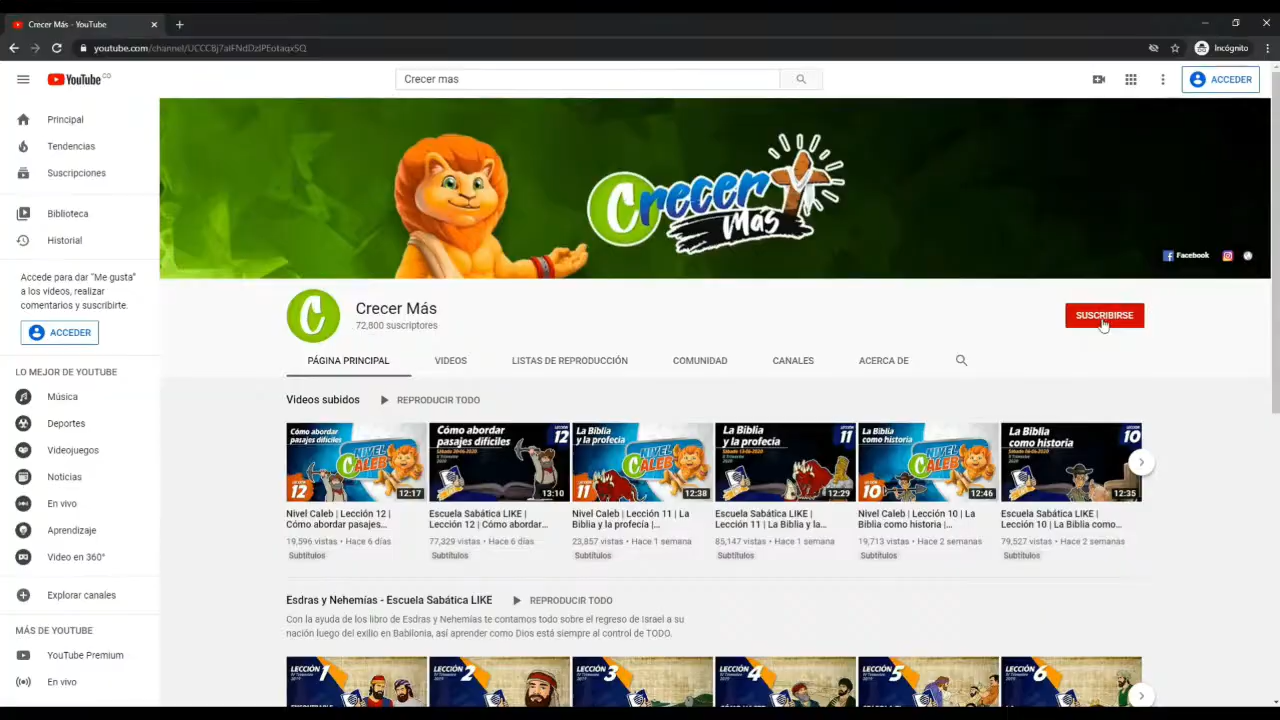 Crecer Más - YouTube
youtube.com/channel/
Incógnito
YouTube CO
Crecer mas
ACCEDER
Principal
Tendencias
Suscripciones
Biblioteca
Historial
Accede para dar "Me gusta"
a los videos, realizar
comentarios y suscribirte.
ACCEDER
LO MEJOR DE YOUTUBE
Música
Deportes
Videojuegos
Noticias
En vivo
Aprendizaje
Video en 360°
Explorar canales
MÁS DE YOUTUBE
YouTube Premium
En vivo
Crecer
Más
Facebook
C
Crecer Más
72,800 suscriptores
SUSCRIBIRSE
PÁGINA PRINCIPAL VIDEOS LISTAS DE REPRODUCCIÓN COMUNIDAD CANALES ACERCA DE
Videos subidos REPRODUCIR TODO
Cómo abordar
pasajes difíciles
NIVEL
CALEB
12
12:17
Cómo abordar
pasajes difíciles
12
13:10
La Biblia
y la profecía
NIVEL
CALEB
11
12:38
La Biblia
y la profecía
11
12:29
La Biblia
como historia
NIVEL
CALEB
10
12:46
La Biblia
como historia
10
12:35
Nivel Caleb | Lección 12 |
Cómo abordar pasajes...
19,596 vistas • Hace 6 días
Subtítulos
Escuela Sabática LIKE |
Lección 12 | Cómo abordar...
77,329 vistas • Hace 6 días
Subtítulos
Nivel Caleb | Lección 11 | La
Biblia y la profecía |...
23,857 vistas • Hace 1 semana
Subtítulos
Escuela Sabática LIKE |
Lección 11 | La Biblia y la...
85,147 vistas • Hace 1 semana
Subtítulos
Nivel Caleb | Lección 10 | La
Biblia como historia |...
19,713 vistas • Hace 2 semanas
Subtítulos
Escuela Sabática LIKE |
Lección 10 | La Biblia como...
79,527 vistas • Hace 2 semanas
Subtítulos
Esdras y Nehemías - Escuela Sabática LIKE REPRODUCIR TODO
Con la ayuda de los libro de Esdras y Nehemías te contamos todo sobre el regreso de Israel a su
nación luego del exilio en Babilonia, así aprender como Dios está siempre al control de TODO.
LECCIÓN 1
LECCIÓN 2
LECCIÓN 3
LECCIÓN 4
LECCIÓN 5
LECCIÓN 6